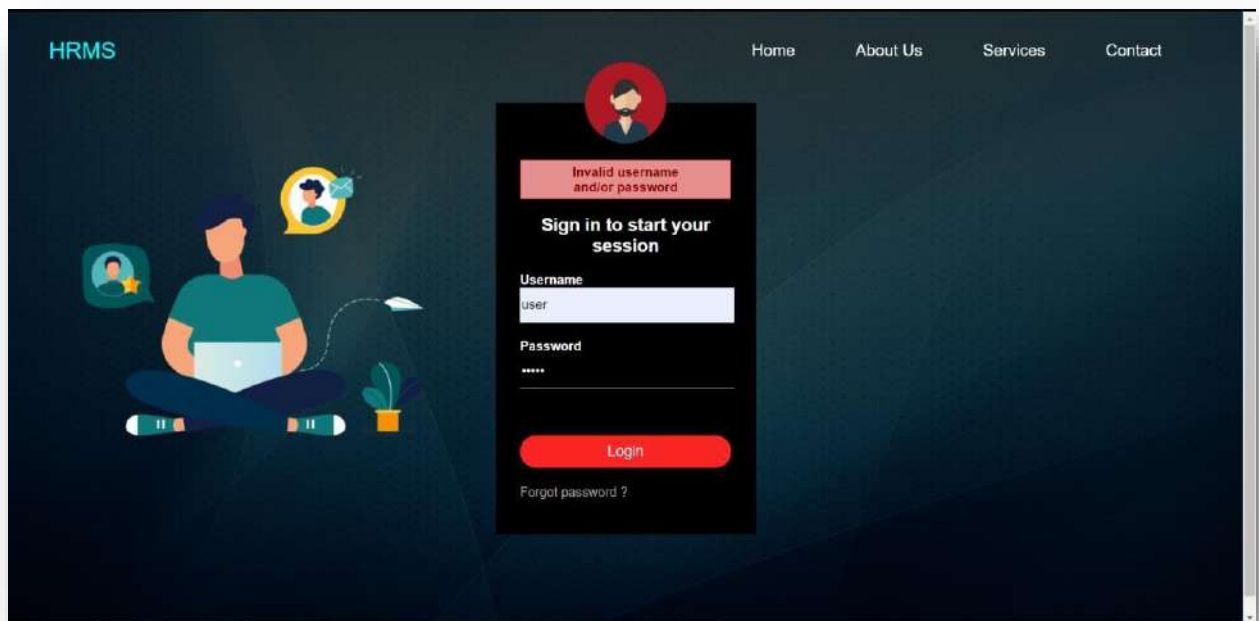 HRMS
Home About Us Services Contact
Invalid username
and/or password
Sign in to start your
session
Username
user
Password
•••••
Login
Forgot password ?